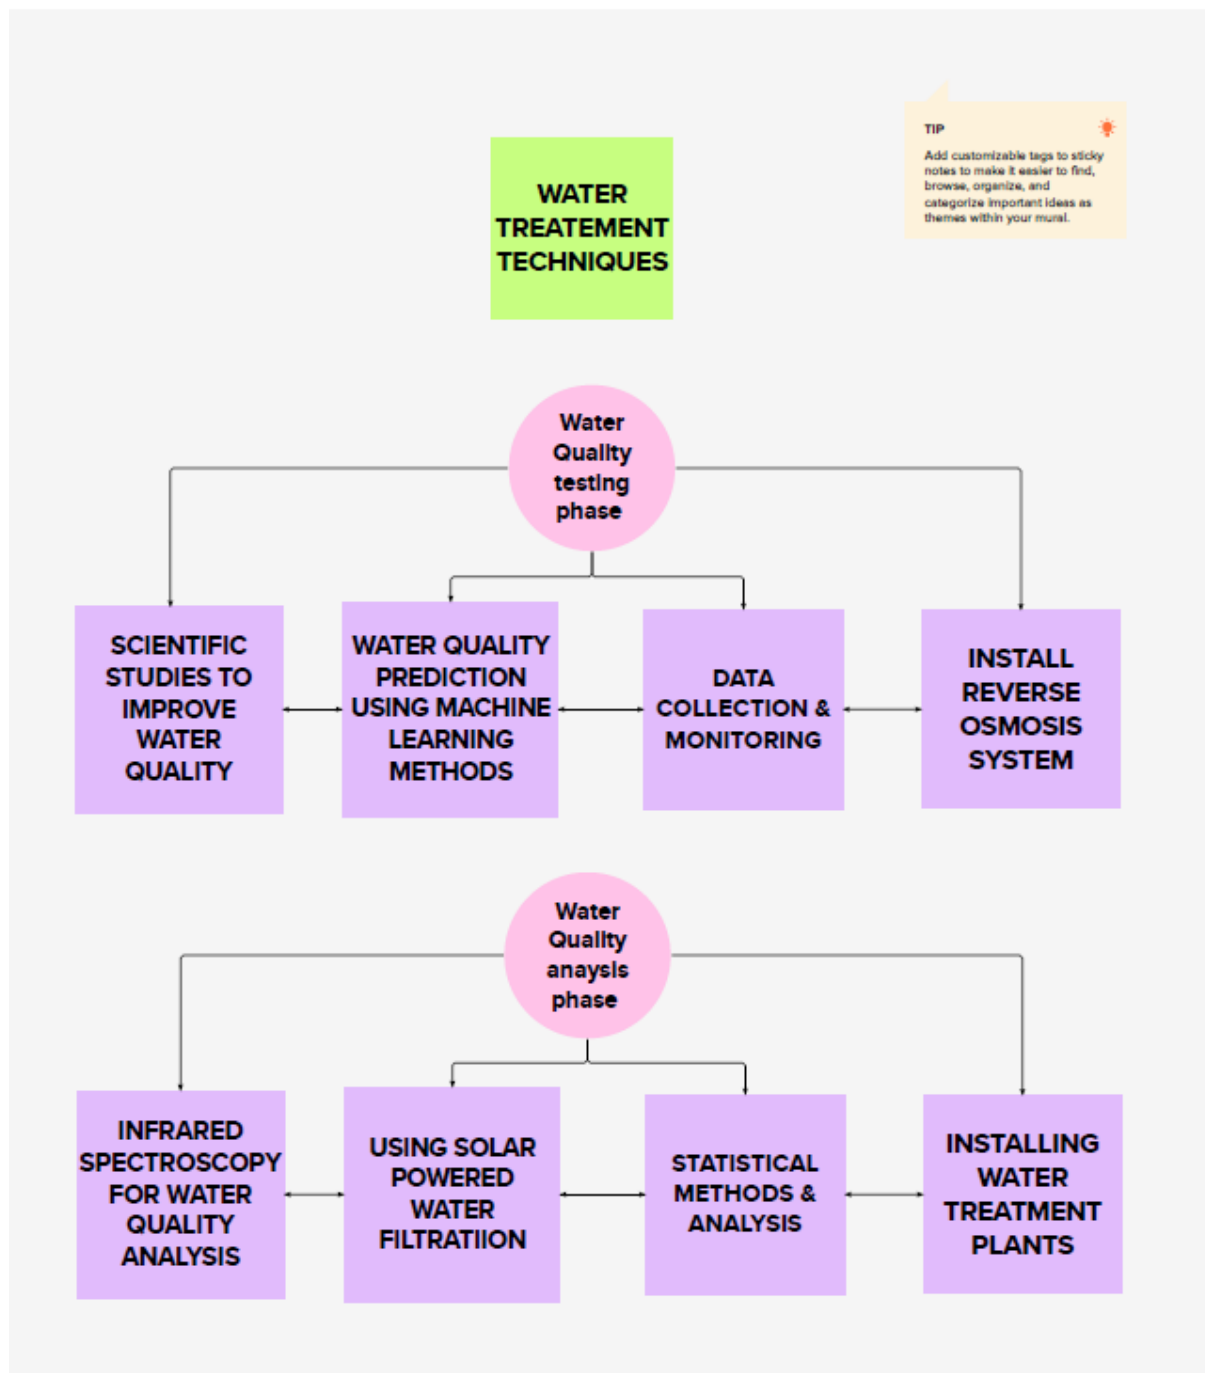 TIP
Add customizable tags to sticky
notes to make it easier to find,
browse, organize, and
categorize important ideas as
themes within your mural.
WATER
TREATEMENT
TECHNIQUES
Water
Quality
testing
phase
SCIENTIFIC
STUDIES TO
IMPROVE
WATER
QUALITY
WATER QUALITY
PREDICTION
USING MACHINE
LEARNING
METHODS
DATA
COLLECTION &
MONITORING
INSTALL
REVERSE
OSMOSIS
SYSTEM
Water
Quality
anaysis
phase
INFRARED
SPECTROSCOPY
FOR WATER
QUALITY
ANALYSIS
USING SOLAR
POWERED
WATER
FILTRATIION
STATISTICAL
METHODS &
ANALYSIS
INSTALLING
WATER
TREATMENT
PLANTS